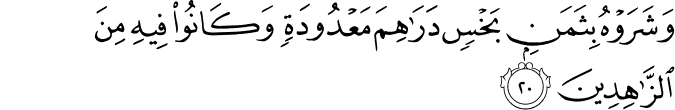 وَشَرَوْهُ بِثَمَنٍۭ بَخْسٍ دَرَٰهِمَ مَعْدُودَةٍ وَكَانُوا۟ فِيهِ مِنَ
ٱلزَّٰهِدِينَ ٢٠